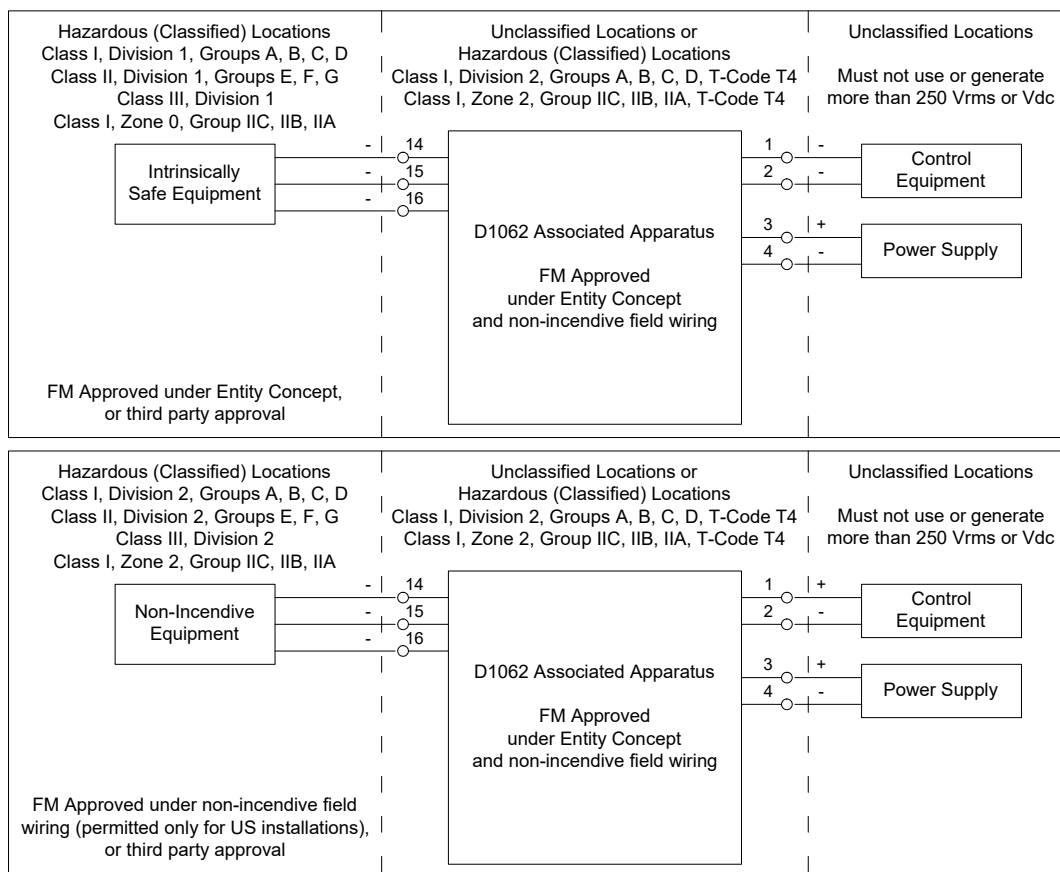 Hazardous (Classified) Locations
Class I, Division 1, Groups A, B, C, D
Class II, Division 1, Groups E, F, G
Class III, Division 1
Class I, Zone 0, Group IIC, IIB, IIA
Unclassified Locations or
Hazardous (Classified) Locations
Class I, Division 2, Groups A, B, C, D, T-Code T4
Class I, Zone 2, Group IIC, IIB, IIA, T-Code T4
Unclassified Locations
Must not use or generate
more than 250 Vrms or Vdc
Intrinsically
Safe Equipment
- 14
- 15
- 16
D1062 Associated Apparatus
FM Approved
under Entity Concept
and non-incendive field wiring
1 -
2 -
Control
Equipment
3 +
4 -
Power Supply
FM Approved under Entity Concept,
or third party approval
Hazardous (Classified) Locations
Class I, Division 2, Groups A, B, C, D
Class II, Division 2, Groups E, F, G
Class III, Division 2
Class I, Zone 2, Group IIC, IIB, IIA
Unclassified Locations or
Hazardous (Classified) Locations
Class I, Division 2, Groups A, B, C, D, T-Code T4
Class I, Zone 2, Group IIC, IIB, IIA, T-Code T4
Unclassified Locations
Must not use or generate
more than 250 Vrms or Vdc
Non-Incendive
Equipment
- 14
- 15
- 16
D1062 Associated Apparatus
FM Approved
under Entity Concept
and non-incendive field wiring
1 +
2 -
Control
Equipment
3 +
4 -
Power Supply
FM Approved under non-incendive field
wiring (permitted only for US installations),
or third party approval